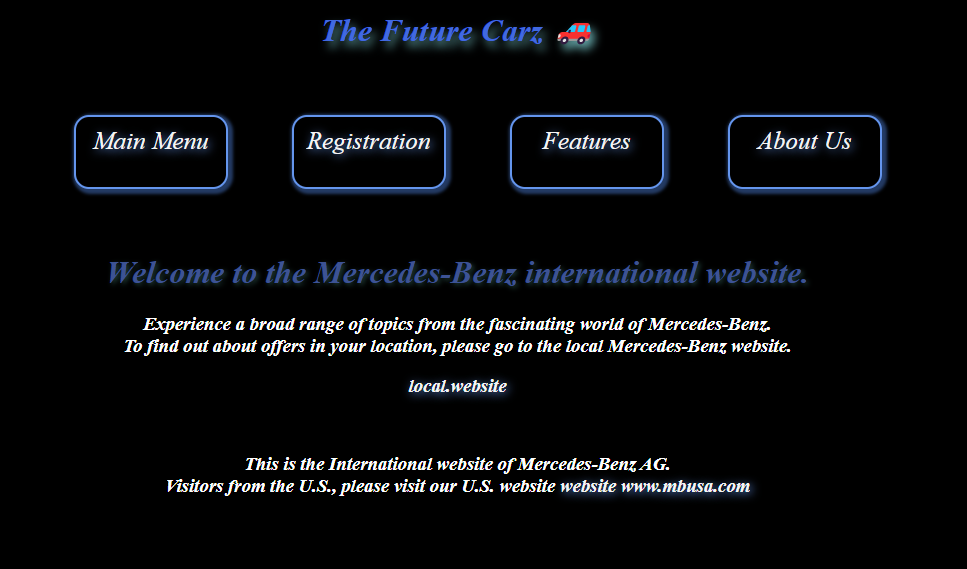 The Future Carz 🚗
Main Menu
Registration
Features
About Us
Welcome to the Mercedes-Benz international website.
Experience a broad range of topics from the fascinating world of Mercedes-Benz.
To find out about offers in your location, please go to the local Mercedes-Benz website.
local.website
This is the International website of Mercedes-Benz AG.
Visitors from the U.S., please visit our U.S. website website www.mbusa.com